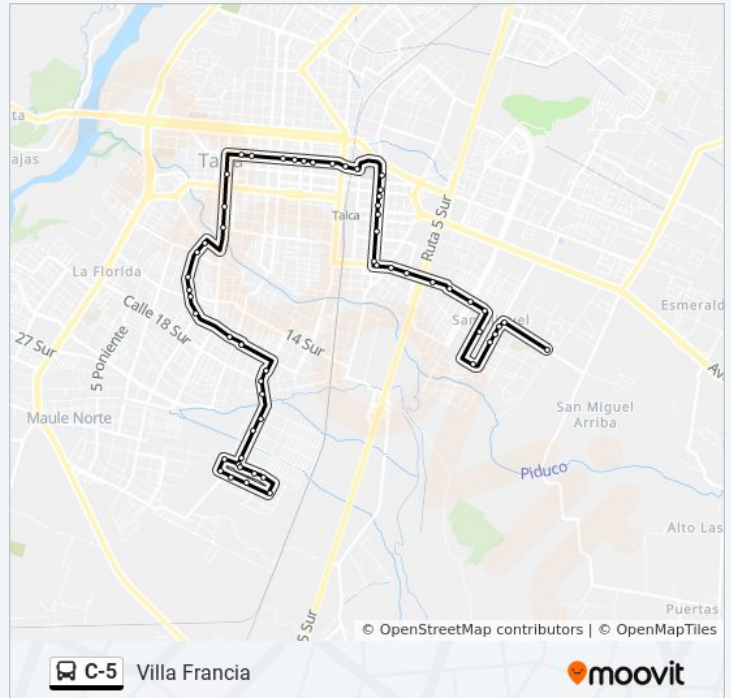 ta
ajas
Ta
Talca
Ruta 5 Sur
La Florida
Calle 18 Sur
27 Sur
5 Poniente
14 Sur
San Miguel
Esmerald
Av
Maule Norte
San Miguel
Arriba
Piduco
Alto Las
Puertas
5 Sur
© OpenStreetMap contributors | © OpenMapTiles
C-5 Villa Francia moovit